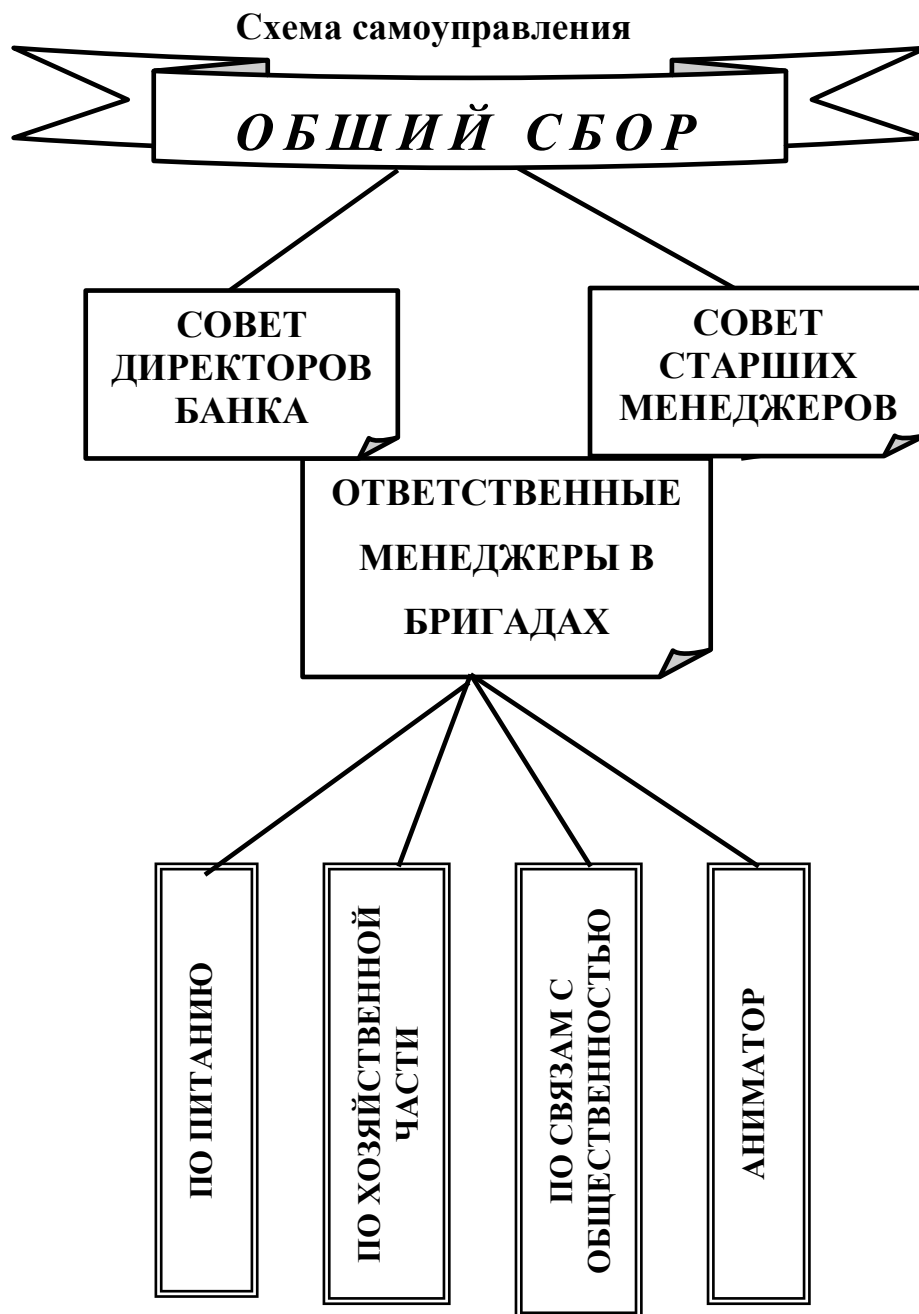 Схема самоуправления
ОБЩИЙ СБОР
СОВЕТ
ДИРЕКТОРОВ
БАНКА
СОВЕТ
СТАРШИХ
МЕНЕДЖЕРОВ
ОТВЕТСТВЕННЫЕ
МЕНЕДЖЕРЫ В
БРИГАДАХ
ПО ПИТАНИЮ
ПО ХОЗЯЙСТВЕННОЙ
ЧАСТИ
ПО СВЯЗАМ С
ОБЩЕСТВЕННОСТЬЮ
АНИМАТОР